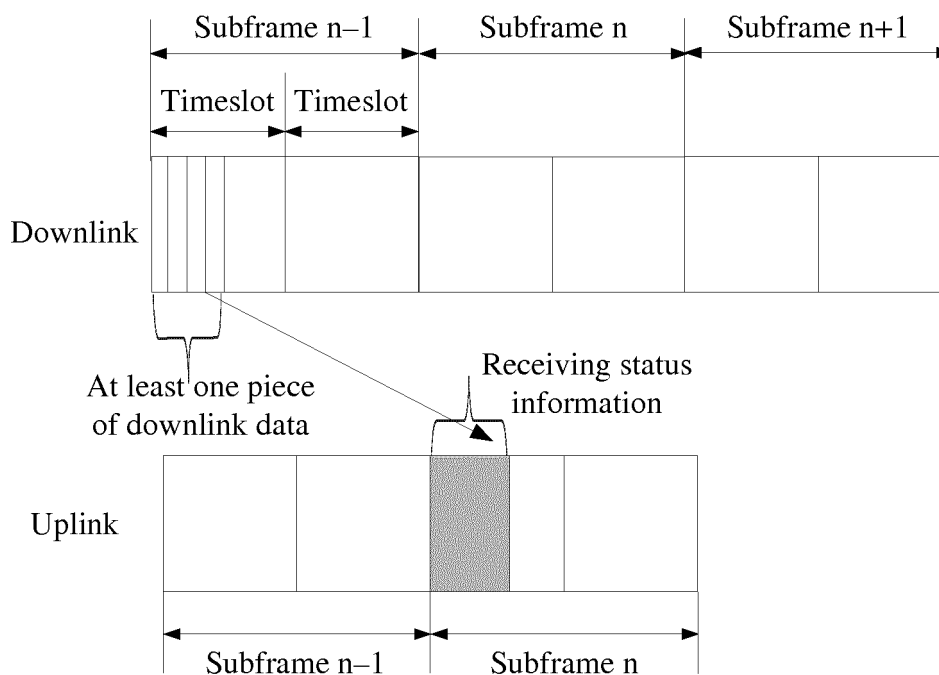 Subframe n–1
Subframe n
Subframe n+1
Timeslot
Timeslot
Downlink
At least one piece
of downlink data
Receiving status
information
Uplink
Subframe n–1
Subframe n